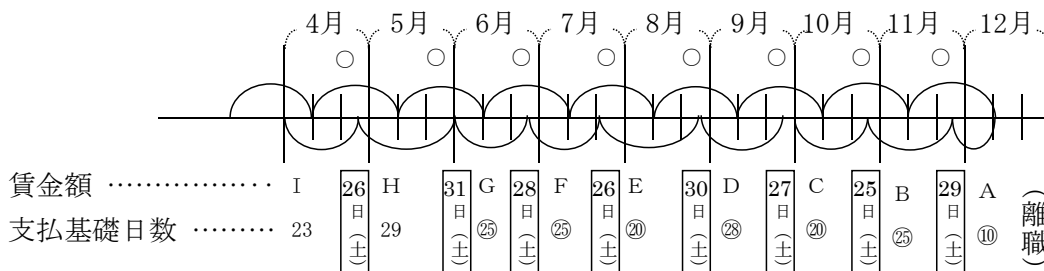 4月 5月 6月 7月 8月 9月 10月 11月 12月
○ ○ ○ ○ ○ ○ ○ ○
賃金額 ・・・・・・・・・・・・・・・・ I 26日(土) H 31日(土) G 28日(土) F 26日(土) E 30日(土) D 27日(土) C 25日(土) B 29日(土) A (離職)
支払基礎日数 ・・・・・・・・・ 23 29 ㉕ ㉕ ⑳ ㉘ ⑳ ㉕ ⑩